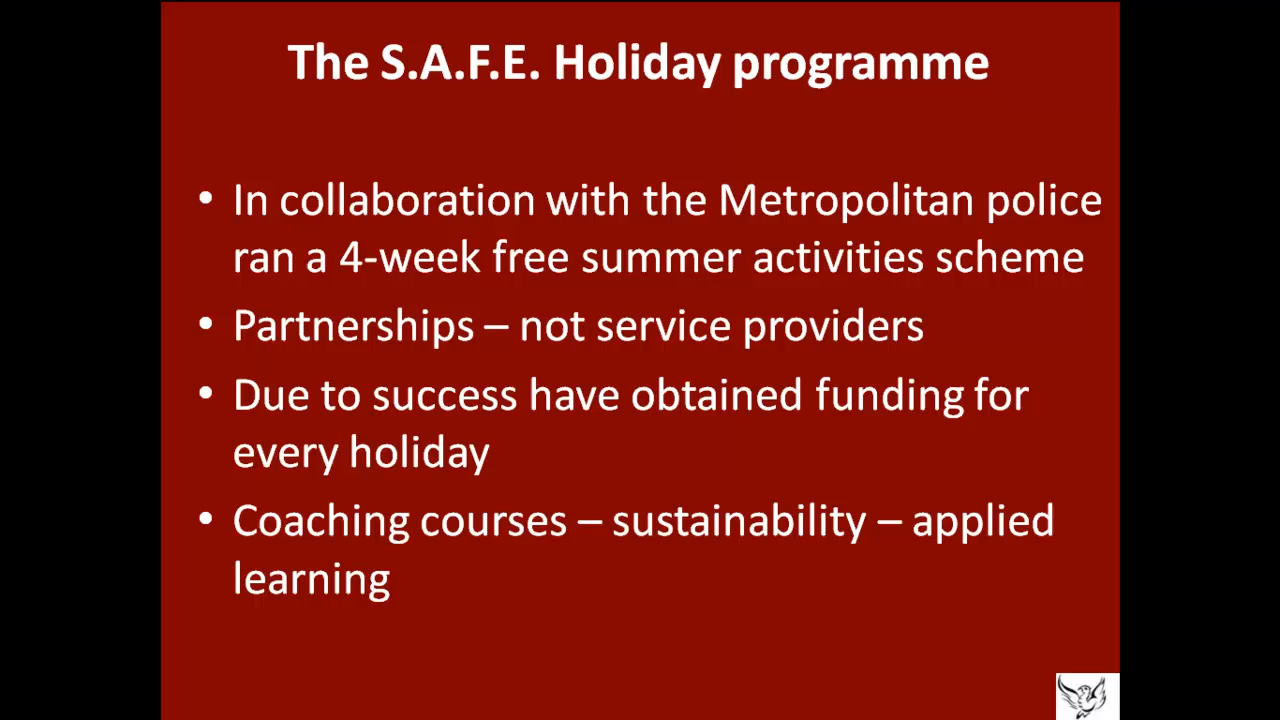 The S.A.F.E. Holiday programme
• In collaboration with the Metropolitan police
ran a 4-week free summer activities scheme
• Partnerships – not service providers
• Due to success have obtained funding for
every holiday
• Coaching courses – sustainability – applied
learning